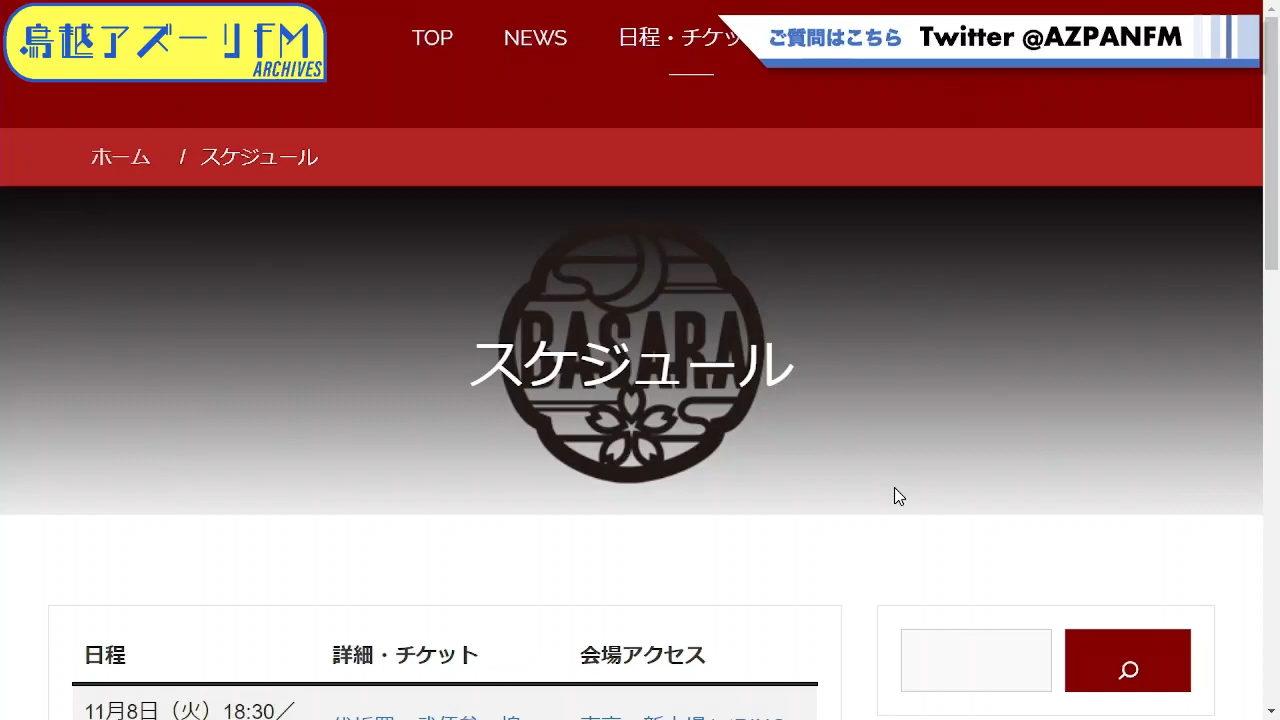 鳥越アズーリFM
ARCHIVES
TOP
NEWS
日程・チケッ
ご質問はこちら Twitter @AZPANFM
ホーム / スケジュール
BASARA
スケジュール
日程
詳細・チケット
会場アクセス
11月8日（火）18:30／